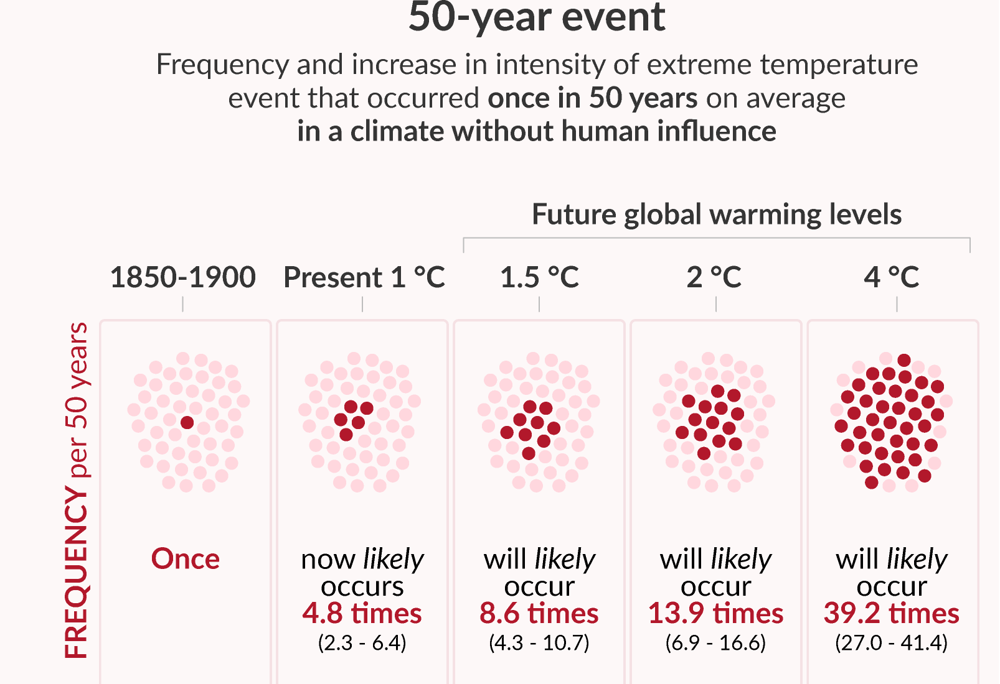 50-year event
Frequency and increase in intensity of extreme temperature
event that occurred once in 50 years on average
in a climate without human influence
Future global warming levels
1850-1900
Present 1 °C
1.5 °C
2 °C
4 °C
FREQUENCY per 50 years
Once
now likely
occurs
4.8 times
(2.3 - 6.4)
will likely
occur
8.6 times
(4.3 - 10.7)
will likely
occur
13.9 times
(6.9 - 16.6)
will likely
occur
39.2 times
(27.0 - 41.4)